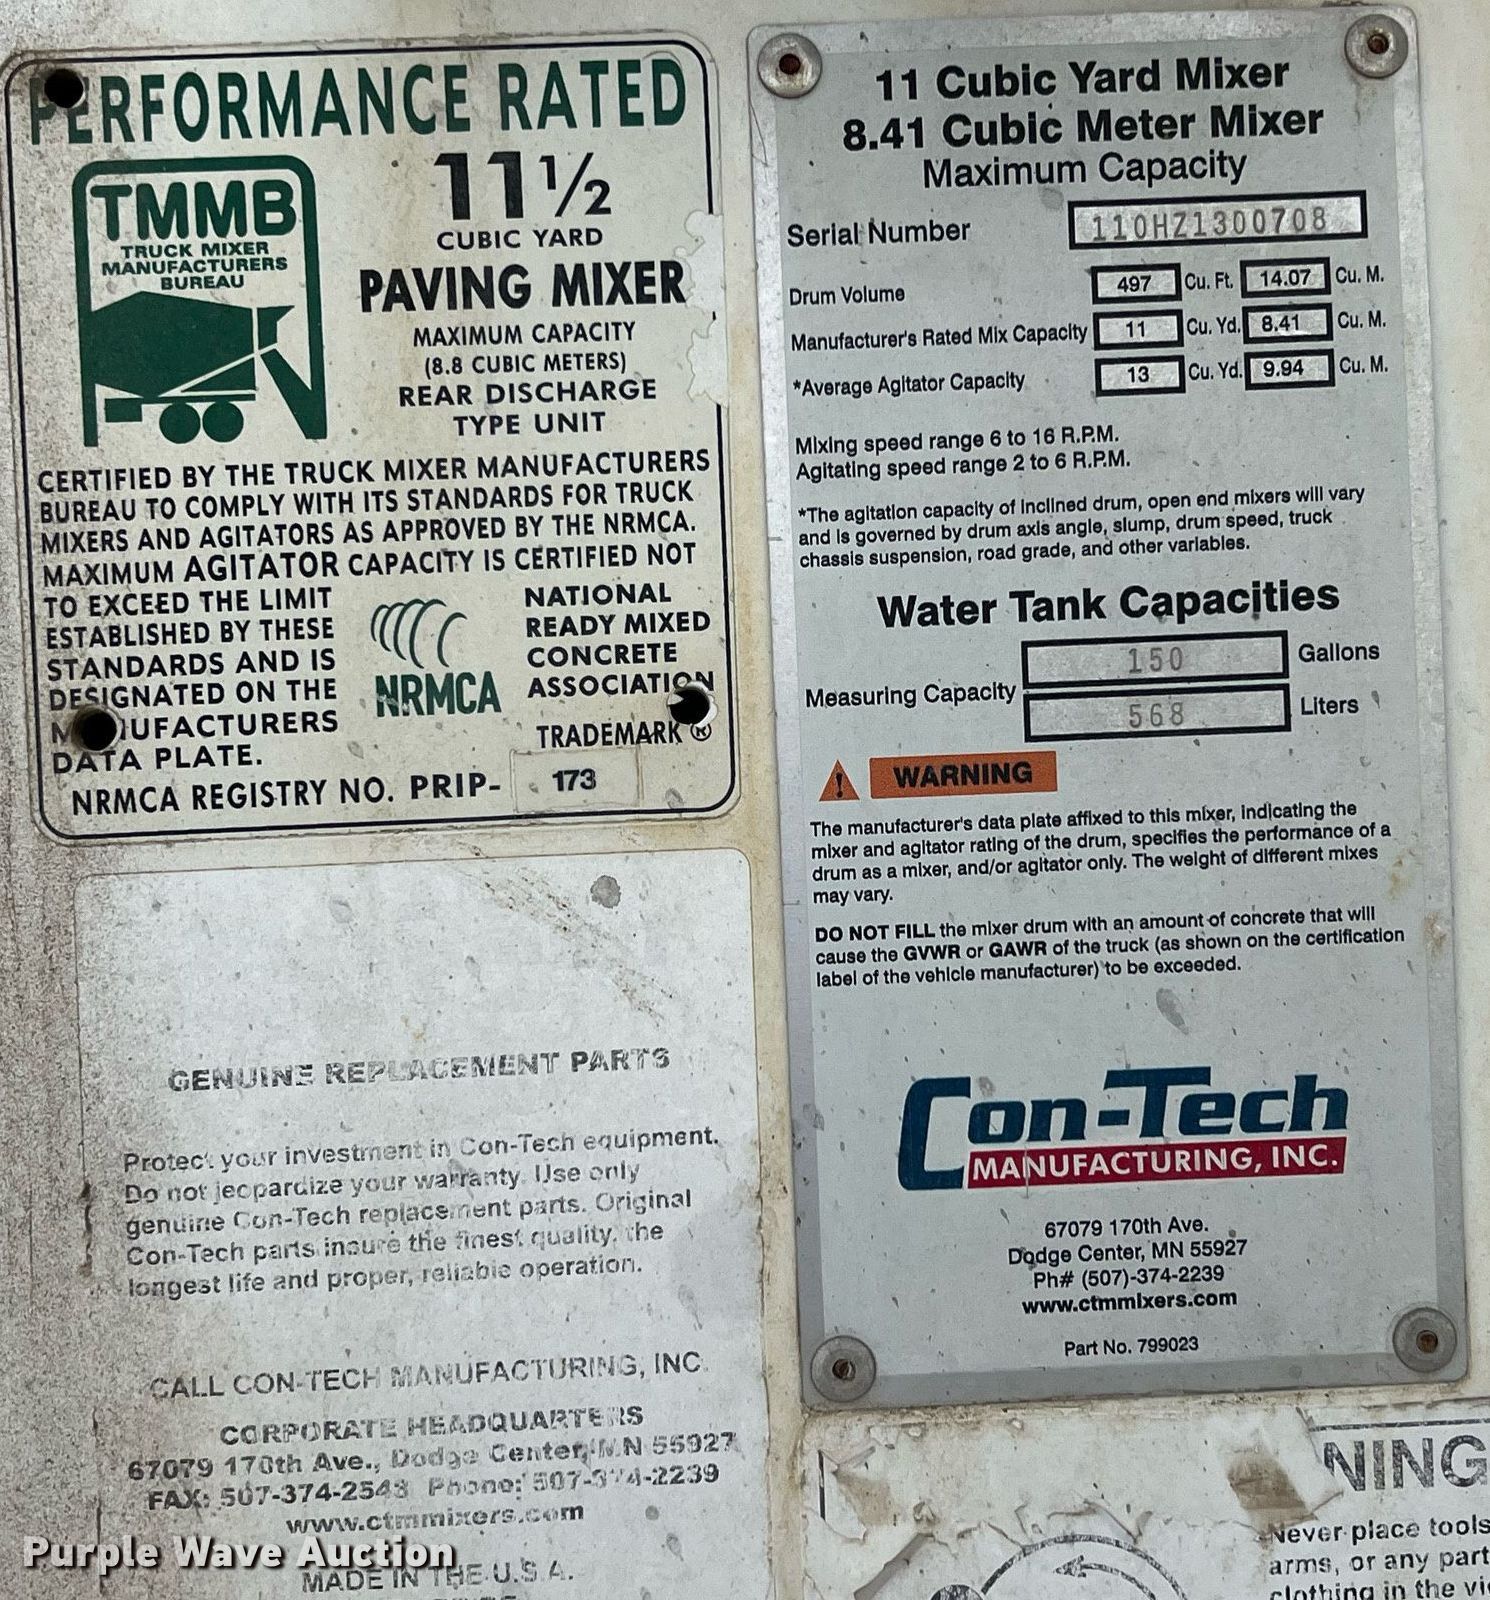 PERFORMANCE RATED
TMMB
TRUCK MIXER
MANUFACTURERS
BUREAU
11 1/2
CUBIC YARD
PAVING MIXER
MAXIMUM CAPACITY
(8.8 CUBIC METERS)
REAR DISCHARGE
TYPE UNIT
CERTIFIED BY THE TRUCK MIXER MANUFACTURERS
BUREAU TO COMPLY WITH ITS STANDARDS FOR TRUCK
MIXERS AND AGITATORS AS APPROVED BY THE NRMCA.
MAXIMUM AGITATOR CAPACITY IS CERTIFIED NOT
TO EXCEED THE LIMIT
ESTABLISHED BY THESE
STANDARDS AND IS
DESIGNATED ON THE
MANUFACTURERS
DATA PLATE.
NRMCA
NATIONAL
READY MIXED
CONCRETE
ASSOCIATION
TRADEMARK ®
NRMCA REGISTRY NO. PRIP- 173
GENUINE REPLACEMENT PARTS
Protect your investment in Con-Tech equipment.
Do not jeopardize your warranty. Use only
genuine Con-Tech replacement parts. Original
Con-Tech parts insure the finest quality, the
longest life and proper, reliable operation.
CALL CON-TECH MANUFACTURING, INC.
CORPORATE HEADQUARTERS
67079 170th Ave., Dodge Center, MN 55927
FAX: 507-374-2543 Phone: 507-374-2239
www.ctmmixers.com
MADE IN THE U.S.A.
11 Cubic Yard Mixer
8.41 Cubic Meter Mixer
Maximum Capacity
Serial Number 110HZ1300708
Drum Volume 497 Cu. Ft. 14.07 Cu. M.
Manufacturer's Rated Mix Capacity 11 Cu. Yd. 8.41 Cu. M.
*Average Agitator Capacity 13 Cu. Yd. 9.94 Cu. M.
Mixing speed range 6 to 16 R.P.M.
Agitating speed range 2 to 6 R.P.M.
*The agitation capacity of inclined drum, open end mixers will vary
and is governed by drum axis angle, slump, drum speed, truck
chassis suspension, road grade, and other variables.
Water Tank Capacities
Measuring Capacity 150 Gallons
568 Liters
WARNING
The manufacturer's data plate affixed to this mixer, indicating the
mixer and agitator rating of the drum, specifies the performance of a
drum as a mixer, and/or agitator only. The weight of different mixes
may vary.
DO NOT FILL the mixer drum with an amount of concrete that will
cause the GVWR or GAWR of the truck (as shown on the certification
label of the vehicle manufacturer) to be exceeded.
Con-Tech
MANUFACTURING, INC.
67079 170th Ave.
Dodge Center, MN 55927
Ph# (507)-374-2239
www.ctmmixers.com
Part No. 799023
NING
Never place tools
arms, or any part
clothing in the vi
Purple Wave Auction